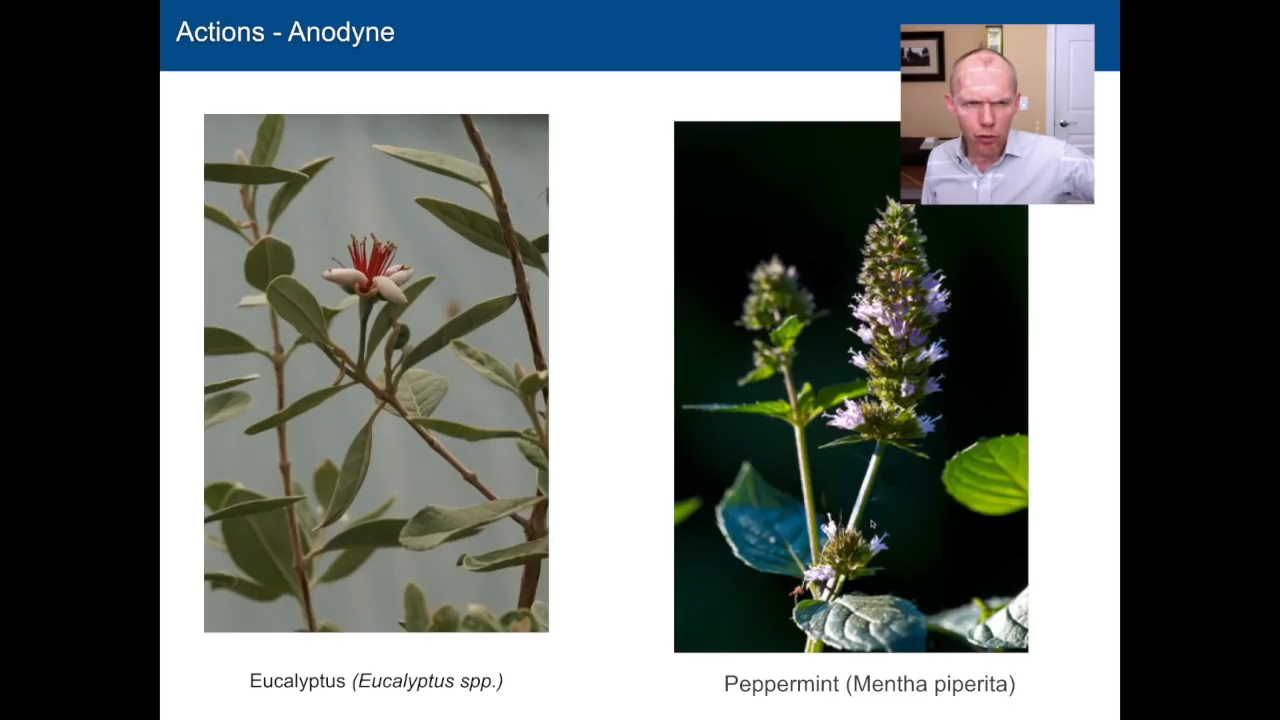 Actions - Anodyne
Eucalyptus (Eucalyptus spp.)
Peppermint (Mentha piperita)